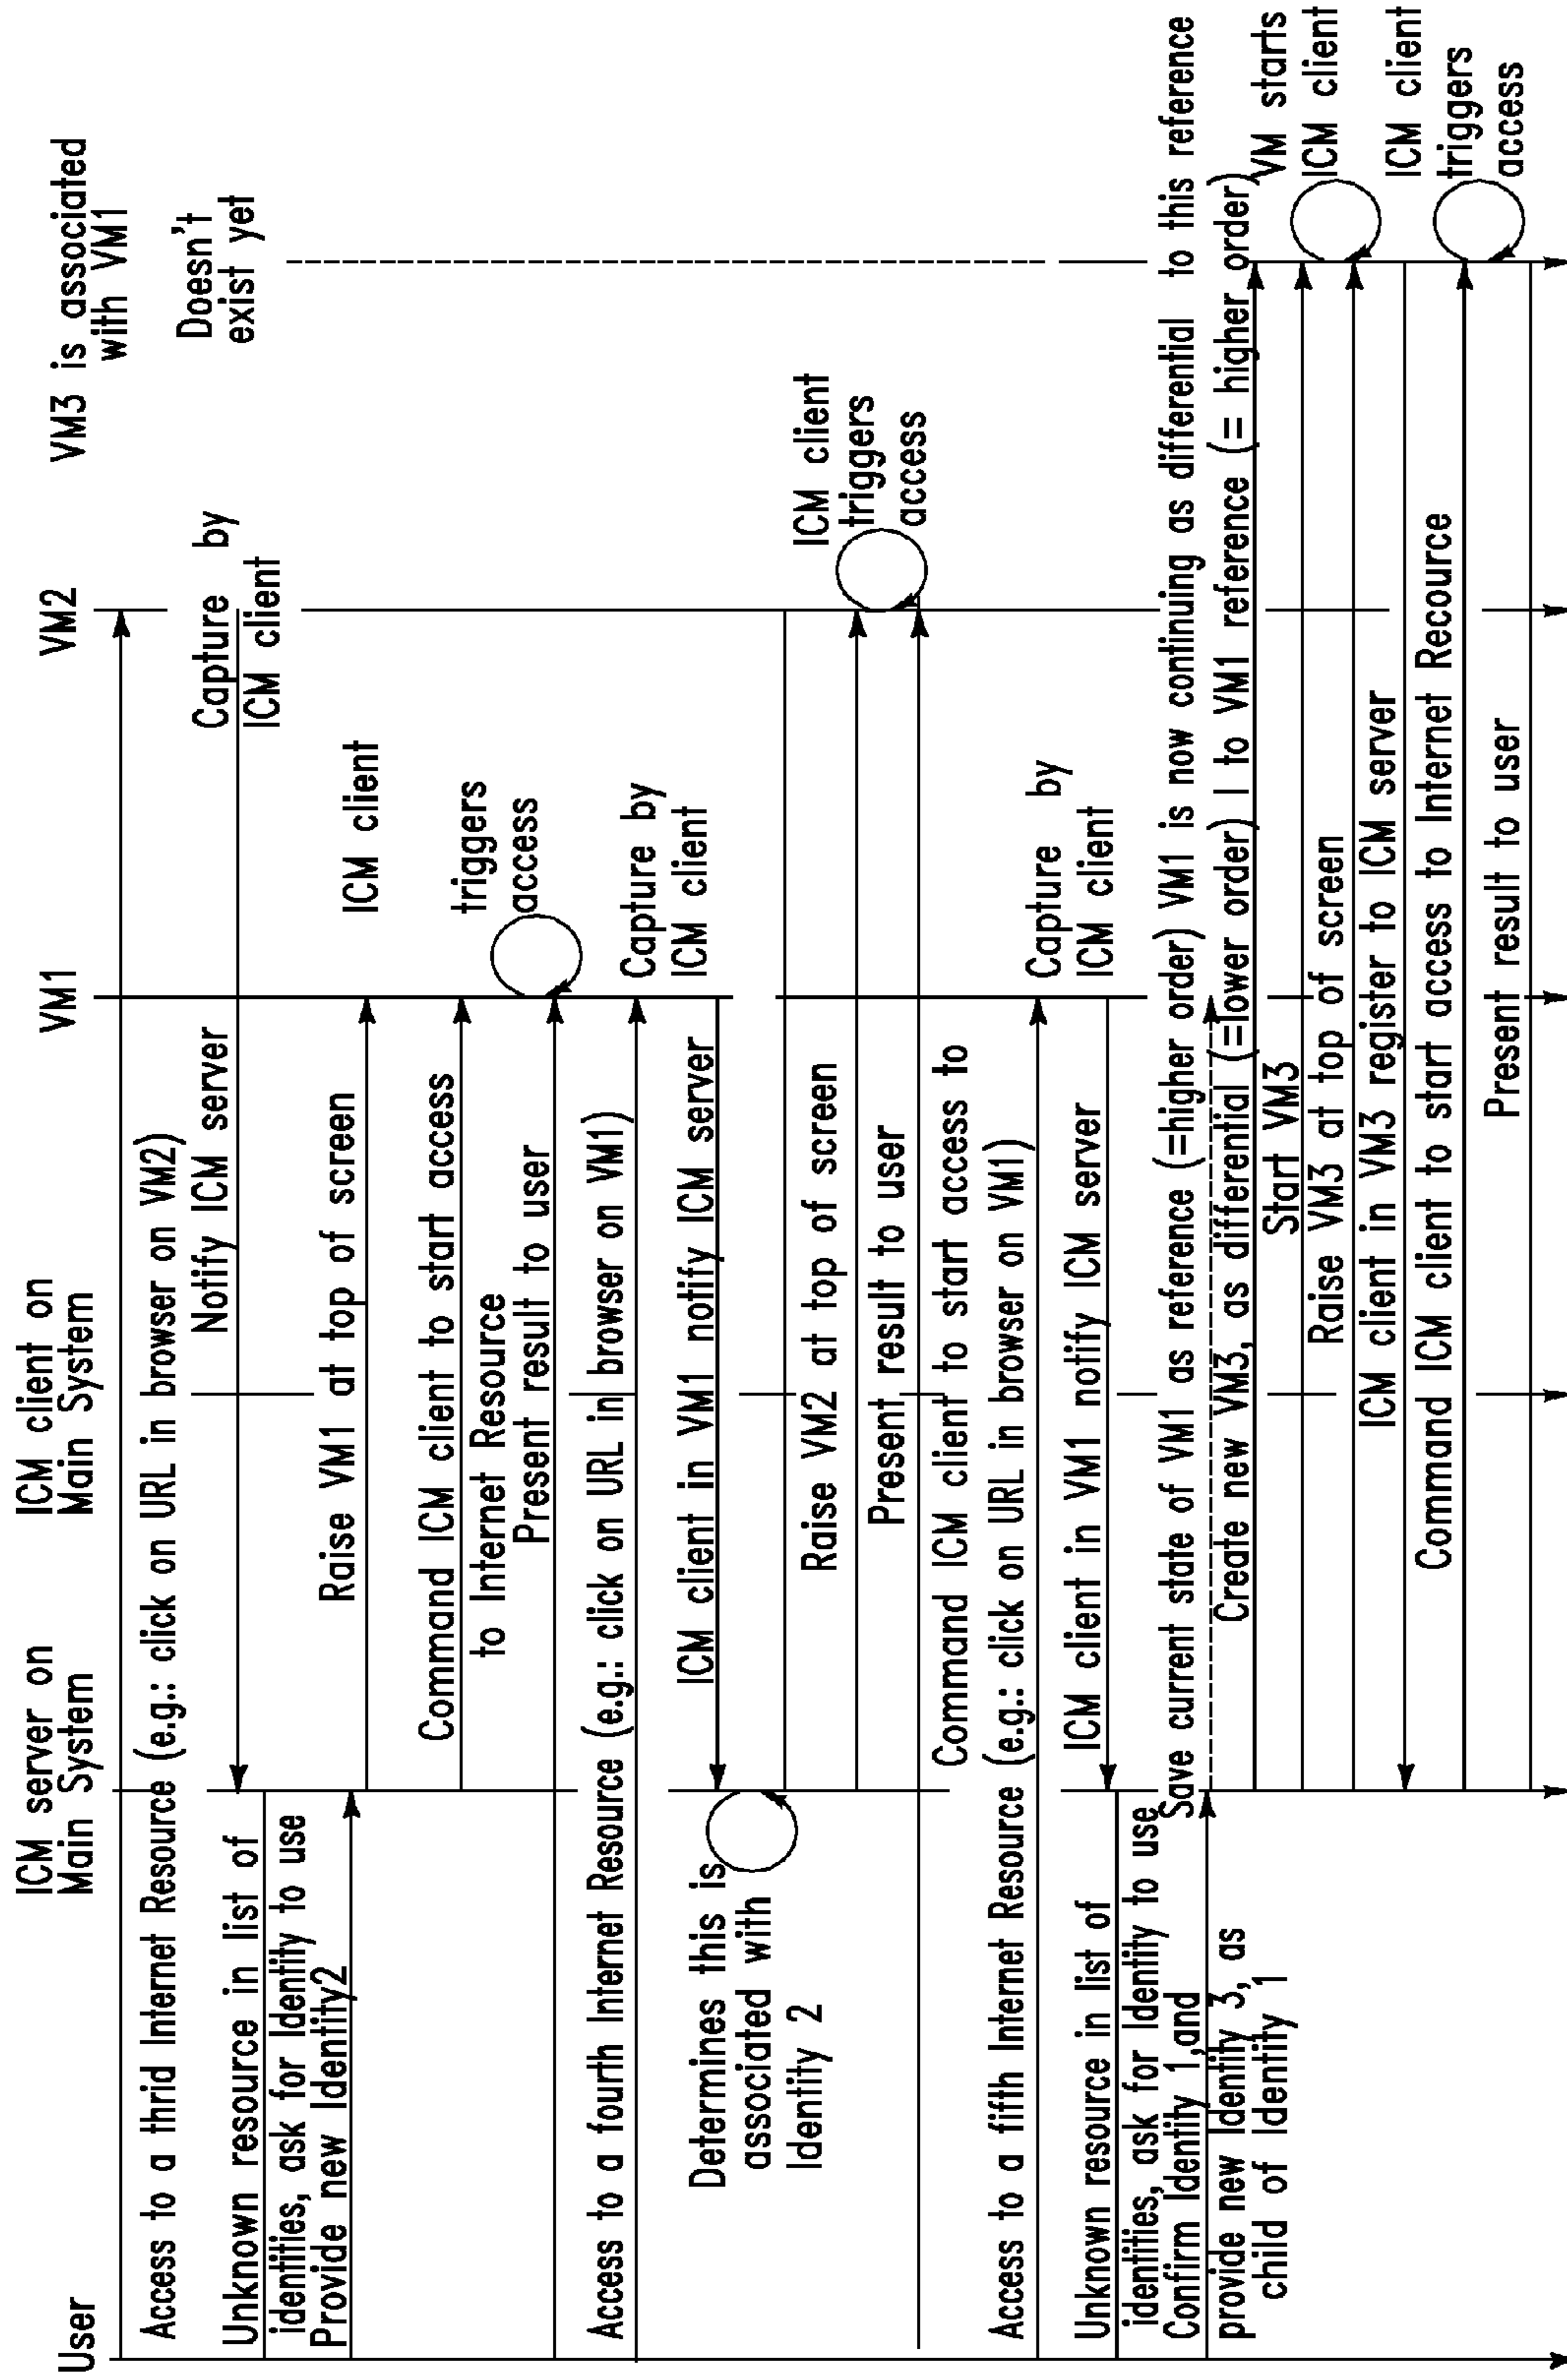 User
ICM server on
Main System
ICM client on
Main System
VM1
VM2
VM3 is associated
with VM1
Doesn't
exist yet
Access to a thrid Internet Resource (e.g.: click on URL in browser on VM2)
Capture by
ICM client
Notify ICM server
Unknown resource in list of
identities, ask for Identity to use
Provide new Identity2
Raise VM1 at top of screen
ICM client
Command ICM client to start access
to Internet Resource
triggers
access
Present result to user
Access to a fourth Internet Resource (e.g.: click on URL in browser on VM1)
Capture by
ICM client
ICM client in VM1 notify ICM server
Determines this is
associated with
Identity 2
Raise VM2 at top of screen
ICM client
triggers
access
Present result to user
Command ICM client to start access to
Access to a fifth Internet Resource (e.g.: click on URL in browser on VM1)
Capture by
ICM client
ICM client in VM1 notify ICM server
Unknown resource in list of
identities, ask for Identity to use
Confirm Identity 1,and
provide new Identity 3, as
child of Identity 1
Save current state of VM1 as reference (=higher order) VM1 is now continuing as differential to this reference
Create new VM3, as differential (=lower order) I to VM1 reference (= higher order)
Start VM3
VM starts
ICM client
Raise VM3 at top of screen
ICM client in VM3 register to ICM server
Command ICM client to start access to Internet Recource
ICM client
triggers
access
Present result to user